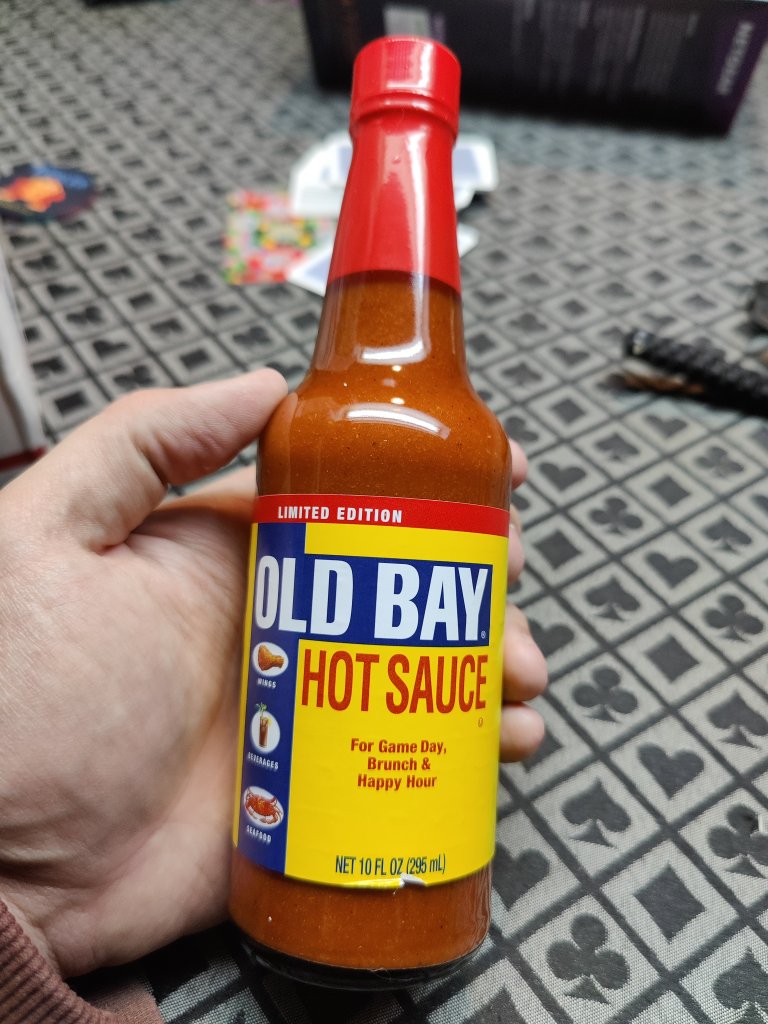 LIMITED EDITION
OLD BAY®
HOT SAUCE
WINGS
BEVERAGES
SEAFOOD
For Game Day,
Brunch &
Happy Hour
NET 10 FL OZ (295 mL)